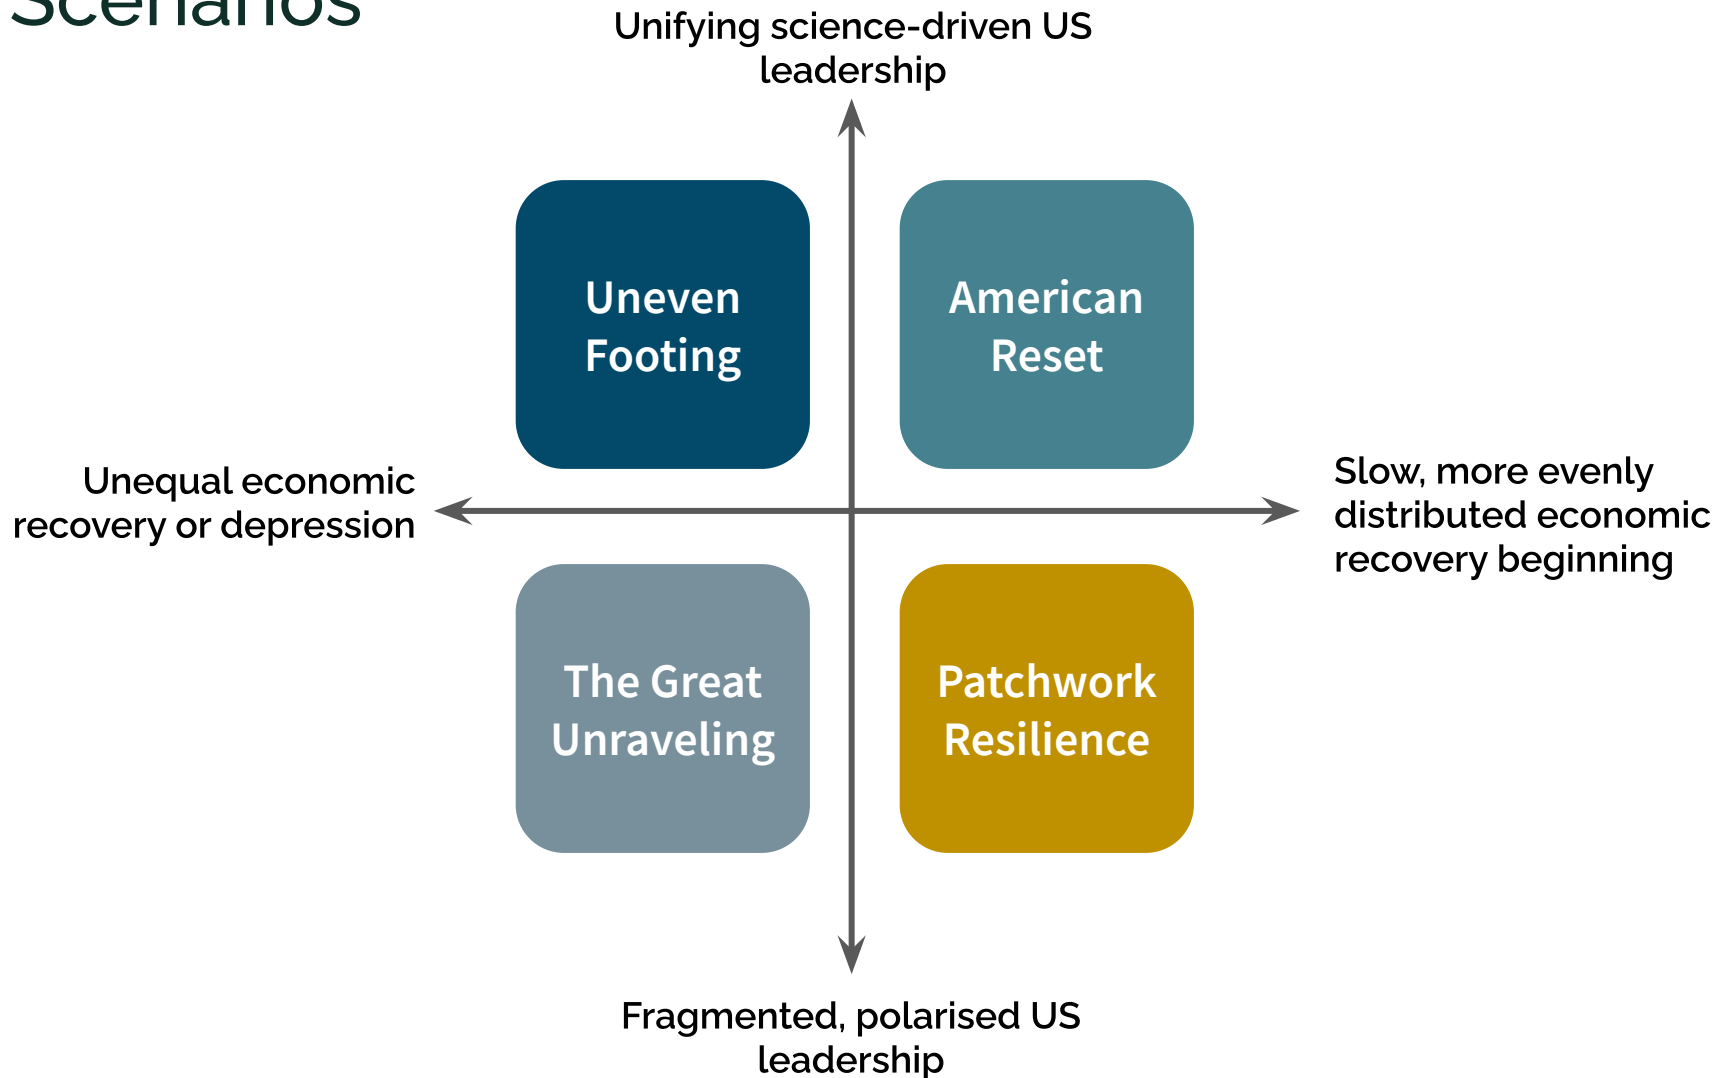 Scenarios
Unifying science-driven US
leadership
Uneven
Footing
American
Reset
Unequal economic
recovery or depression
Slow, more evenly
distributed economic
recovery beginning
The Great
Unraveling
Patchwork
Resilience
Fragmented, polarised US
leadership